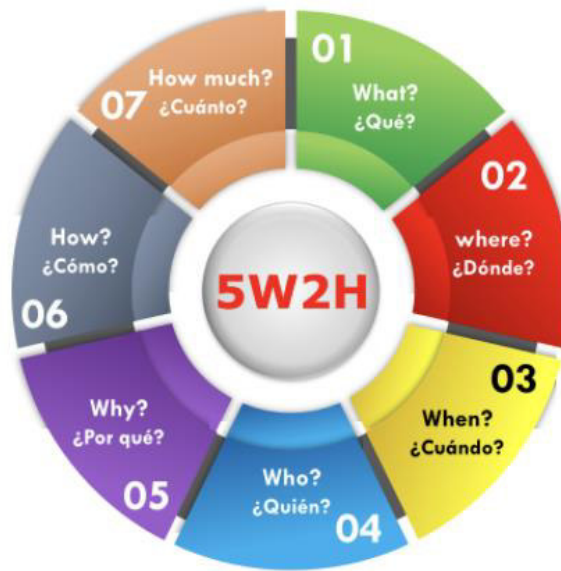 5W2H
01
What?
¿Qué?
02
where?
¿Dónde?
03
When?
¿Cuándo?
Who?
¿Quién?
04
Why?
¿Por qué?
05
How?
¿Cómo?
06
How much?
07
¿Cuánto?